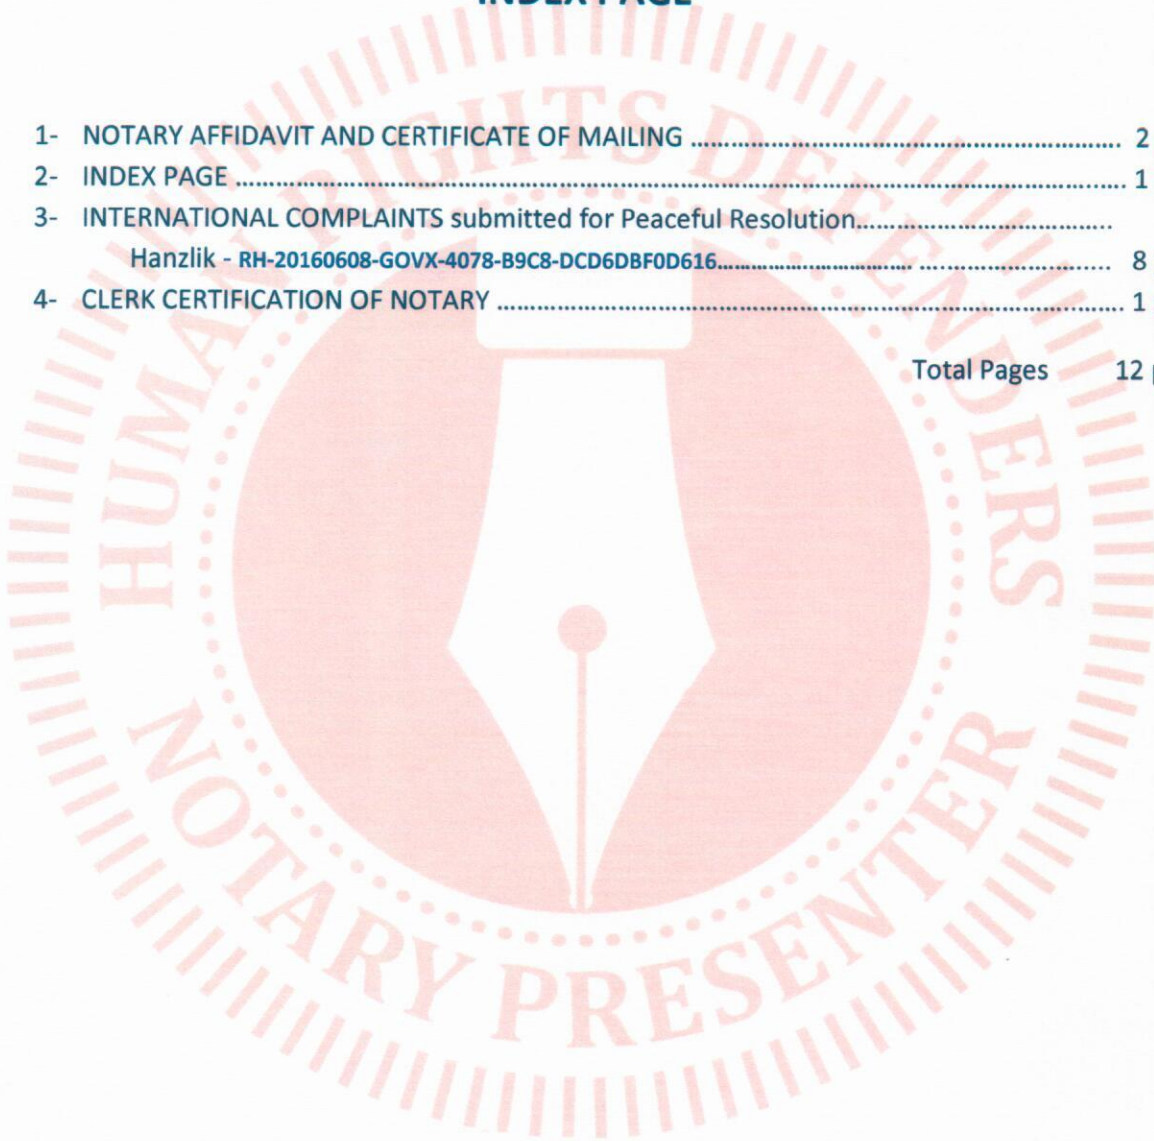 INDEX PAGE
1- NOTARY AFFIDAVIT AND CERTIFICATE OF MAILING ........................................................ 2
2- INDEX PAGE ........................................................ 1
3- INTERNATIONAL COMPLAINTS submitted for Peaceful Resolution........................................
Hanzlik - RH-20160608-GOVX-4078-B9C8-DCD6DBF0D616........................................ 8
4- CLERK CERTIFICATION OF NOTARY ........................................................ 1
Total Pages 12 p
HUMAN RIGHTS DEFENDERS
NOTARY PRESENTER